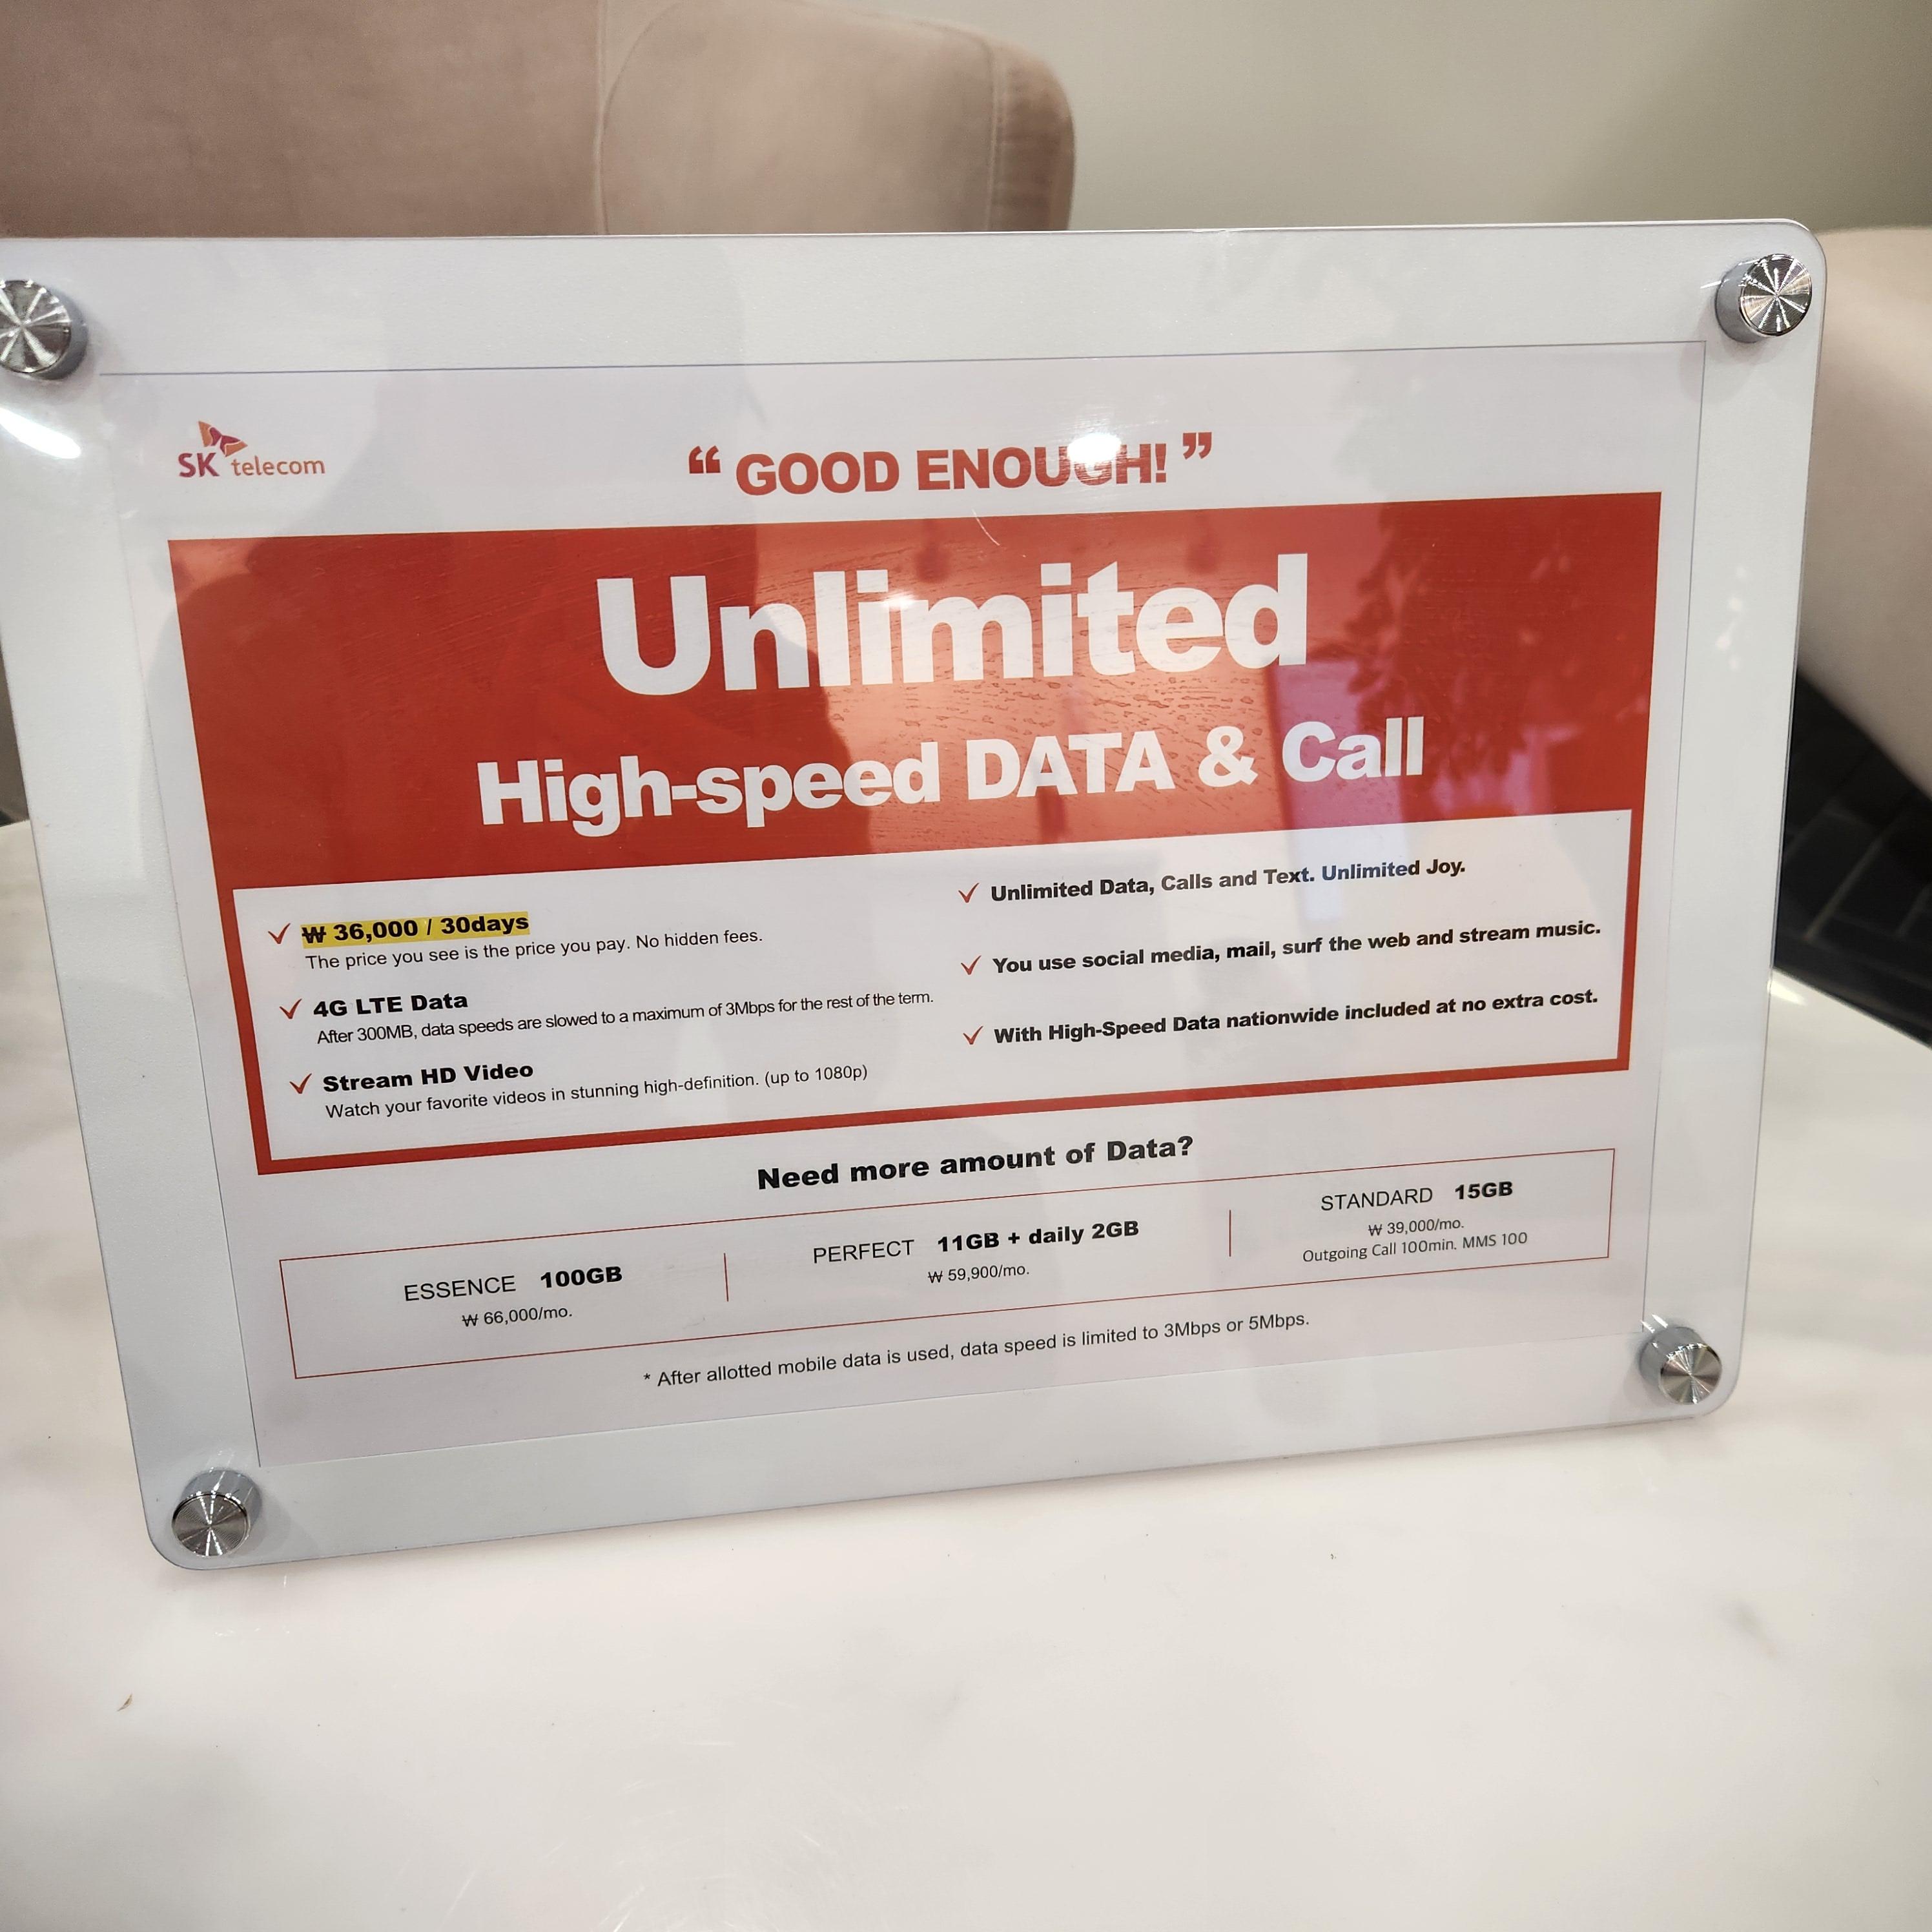 SK telecom
“ GOOD ENOUGH! ”
Unlimited
High-speed DATA & Call
₩ 36,000 / 30days
The price you see is the price you pay. No hidden fees.
4G LTE Data
After 300MB, data speeds are slowed to a maximum of 3Mbps for the rest of the term.
Stream HD Video
Watch your favorite videos in stunning high-definition. (up to 1080p)
Unlimited Data, Calls and Text. Unlimited Joy.
You use social media, mail, surf the web and stream music.
With High-Speed Data nationwide included at no extra cost.
Need more amount of Data?
ESSENCE 100GB
₩ 66,000/mo.
PERFECT 11GB + daily 2GB
₩ 59,900/mo.
STANDARD 15GB
₩ 39,000/mo.
Outgoing Call 100min. MMS 100
* After allotted mobile data is used, data speed is limited to 3Mbps or 5Mbps.